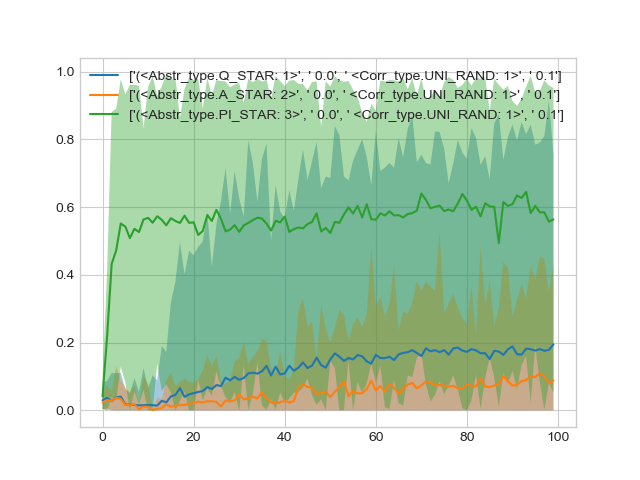 1.0
['(<Abstr_type.Q_STAR: 1>', ' 0.0', ' <Corr_type.UNI_RAND: 1>', ' 0.1']
['(<Abstr_type.A_STAR: 2>', ' 0.0', ' <Corr_type.UNI_RAND: 1>', ' 0.1']
['(<Abstr_type.PI_STAR: 3>', ' 0.0', ' <Corr_type.UNI_RAND: 1>', ' 0.1']
0.8
0.6
0.4
0.2
0.0
0 20 40 60 80 100